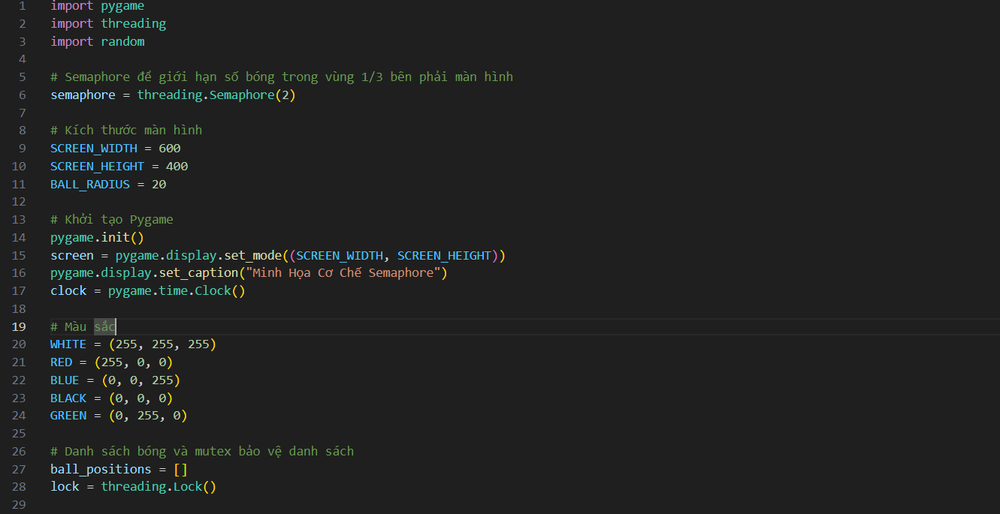 1 import pygame
2 import threading
3 import random
4
5 # Semaphore để giới hạn số bóng trong vùng 1/3 bên phải màn hình
6 semaphore = threading.Semaphore(2)
7
8 # Kích thước màn hình
9 SCREEN_WIDTH = 600
10 SCREEN_HEIGHT = 400
11 BALL_RADIUS = 20
12
13 # Khởi tạo Pygame
14 pygame.init()
15 screen = pygame.display.set_mode((SCREEN_WIDTH, SCREEN_HEIGHT))
16 pygame.display.set_caption("Minh Họa Cơ Chế Semaphore")
17 clock = pygame.time.Clock()
18
19 # Màu sắc
20 WHITE = (255, 255, 255)
21 RED = (255, 0, 0)
22 BLUE = (0, 0, 255)
23 BLACK = (0, 0, 0)
24 GREEN = (0, 255, 0)
25
26 # Danh sách bóng và mutex bảo vệ danh sách
27 ball_positions = []
28 lock = threading.Lock()
29